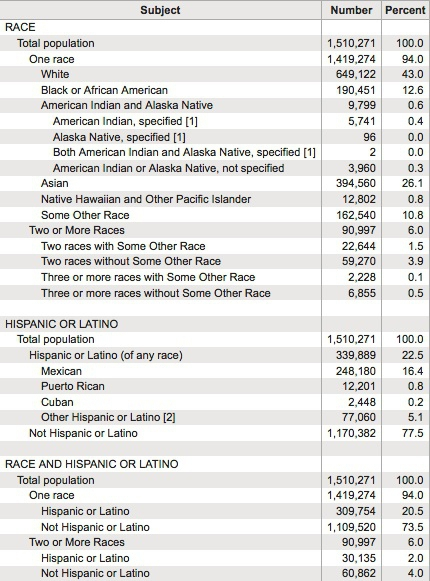 Subject Number Percent
RACE
Total population 1,510,271 100.0
One race 1,419,274 94.0
White 649,122 43.0
Black or African American 190,451 12.6
American Indian and Alaska Native 9,799 0.6
American Indian, specified [1] 5,741 0.4
Alaska Native, specified [1] 96 0.0
Both American Indian and Alaska Native, specified [1] 2 0.0
American Indian or Alaska Native, not specified 3,960 0.3
Asian 394,560 26.1
Native Hawaiian and Other Pacific Islander 12,802 0.8
Some Other Race 162,540 10.8
Two or More Races 90,997 6.0
Two races with Some Other Race 22,644 1.5
Two races without Some Other Race 59,270 3.9
Three or more races with Some Other Race 2,228 0.1
Three or more races without Some Other Race 6,855 0.5
HISPANIC OR LATINO
Total population 1,510,271 100.0
Hispanic or Latino (of any race) 339,889 22.5
Mexican 248,180 16.4
Puerto Rican 12,201 0.8
Cuban 2,448 0.2
Other Hispanic or Latino [2] 77,060 5.1
Not Hispanic or Latino 1,170,382 77.5
RACE AND HISPANIC OR LATINO
Total population 1,510,271 100.0
One race 1,419,274 94.0
Hispanic or Latino 309,754 20.5
Not Hispanic or Latino 1,109,520 73.5
Two or More Races 90,997 6.0
Hispanic or Latino 30,135 2.0
Not Hispanic or Latino 60,862 4.0